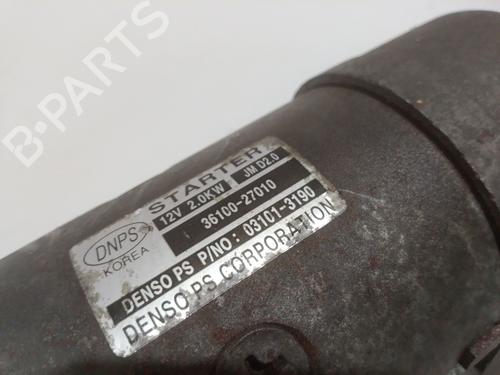 B-PARTS
STARTER
12V 2.0KW JM D2.0
36100-27010
DNPS
KOREA
DENSO PS P/NO: 03101-3190
DENSO PS CORPORATION